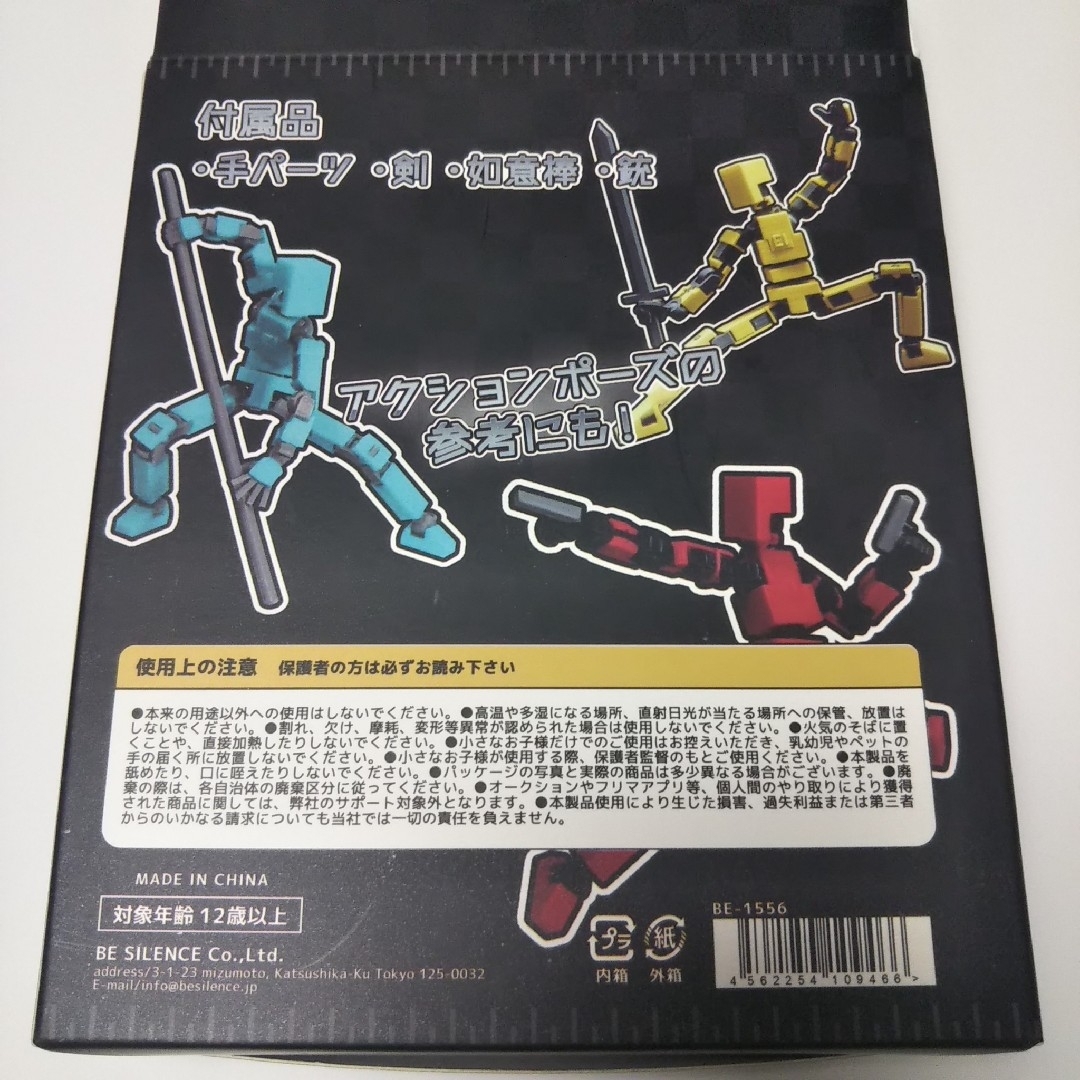 付属品
・手パーツ ・剣 ・如意棒 ・銃
アクションポーズの
参考にも!
使用上の注意 保護者の方は必ずお読み下さい
●本来の用途以外への使用はしないでください。●高温や多湿になる場所、直射日光が当たる場所への保管、放置は
しないでください。●割れ、欠け、摩耗、変形等異常が認められた場合は使用しないでください。●火気のそばに置
くことや、直接加熱したりしないでください。●小さなお子様だけでのご使用はお控えいただき、乳幼児やペットの
手の届く所に放置しないでください。●小さなお子様が使用する際、保護者監督のもとご使用ください。●本製品を
舐めたり、口に咥えたりしないでください。●パッケージの写真と実際の商品は多少異なる場合がございます。●廃
棄の際は、各自治体の廃棄区分に従ってください。●オークションやフリマアプリ等、個人間のやり取りにより獲得
された商品に関しては、弊社のサポート対象外となります。●本製品使用により生じた損害、過失利益または第三者
からのいかなる請求についても当社では一切の責任を負えません。
MADE IN CHINA
対象年齢 12歳以上
BE SILENCE Co.,Ltd.
address/3-1-23 mizumoto, Katsushika-Ku Tokyo 125-0032
E-mail/info@besilence.jp
プラ 紙
内箱 外箱
BE-1556
4 562254 109466 >